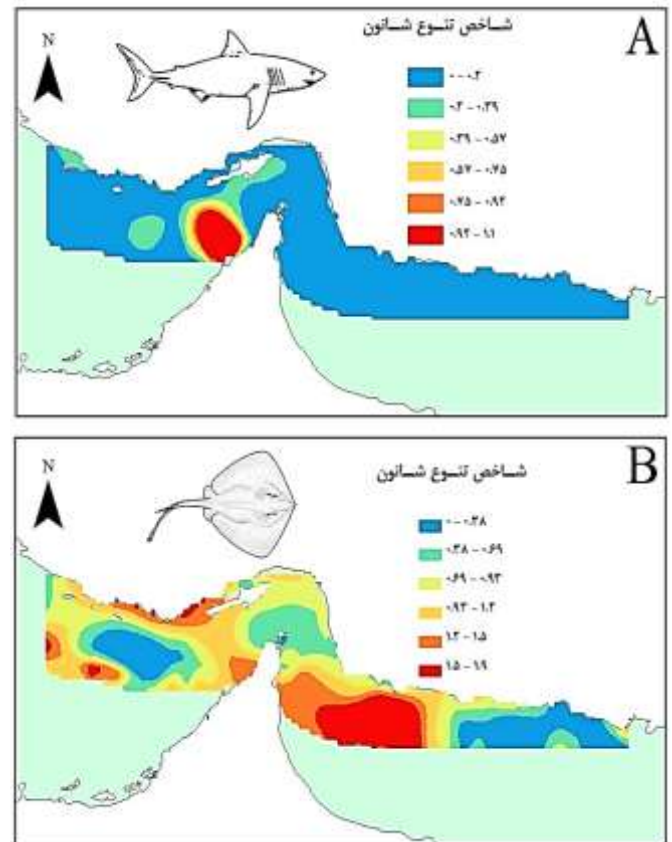 شاخص تنوع شانون
A
N
۰ - ۰.۲
۰.۲ - ۰.۳۹
۰.۳۹ - ۰.۵۷
۰.۵۷ - ۰.۷۵
۰.۷۵ - ۰.۹۲
۰.۹۲ - ۱.۱
شاخص تنوع شانون
B
N
۰ - ۰.۳۸
۰.۳۸ - ۰.۶۹
۰.۶۹ - ۰.۹۳
۰.۹۳ - ۱.۲
۱.۲ - ۱.۵
۱.۵ - ۱.۹